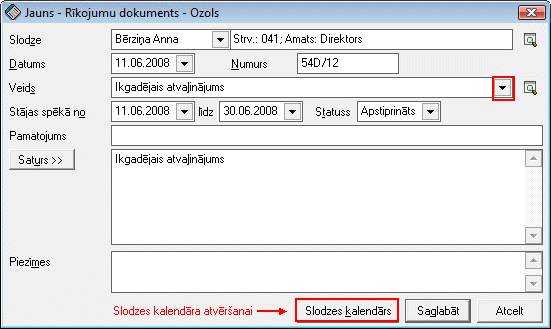 Jauns - Rīkojumu dokuments - Ozols
Slodze Bērziņa Anna Strv.: 041; Amats: Direktors
Datums 11.06.2008 Numurs 54D/12
Veids Ikgadējais atvaļinājums
Stājas spēkā no 11.06.2008 līdz 30.06.2008 Statuss Apstiprināts
Pamatojums
Saturs >> Ikgadējais atvaļinājums
Piezīmes
Slodzes kalendāra atvēršanai Slodzes kalendārs Saglabāt Atcelt